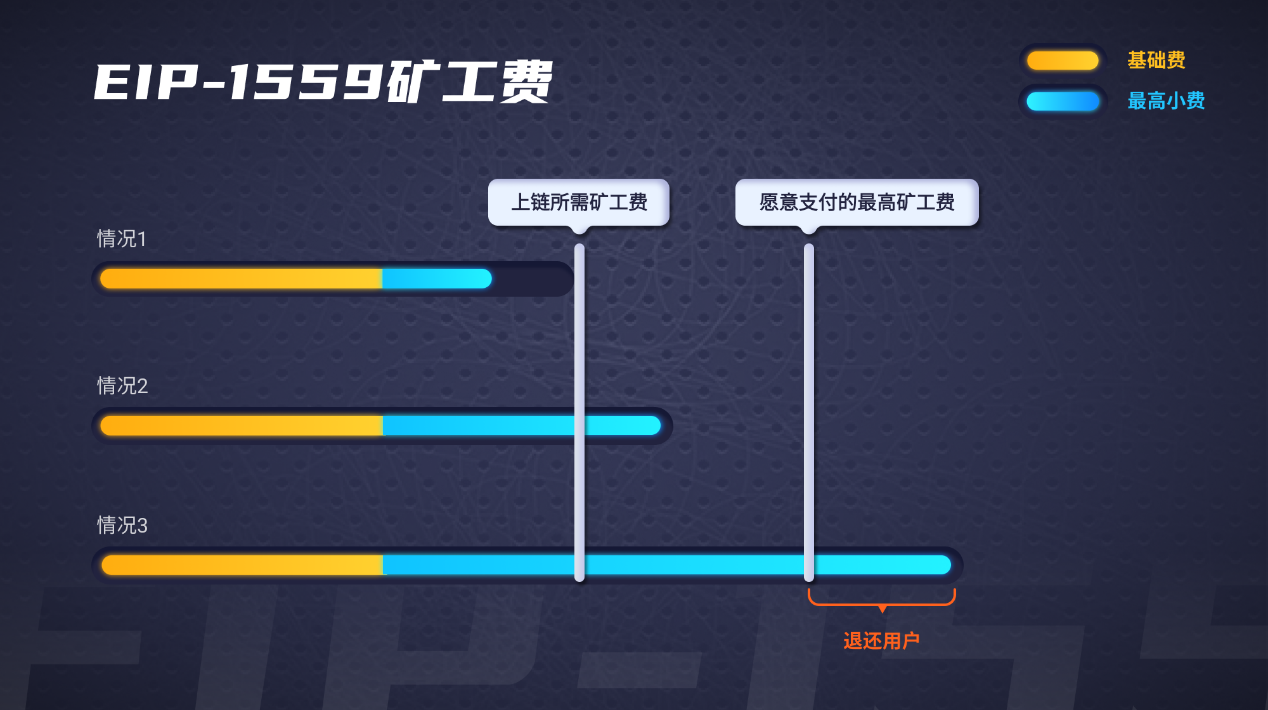 EIP-1559矿工费
基础费
最高小费
上链所需矿工费
愿意支付的最高矿工费
情况1
情况2
情况3
退还用户
EIP-155